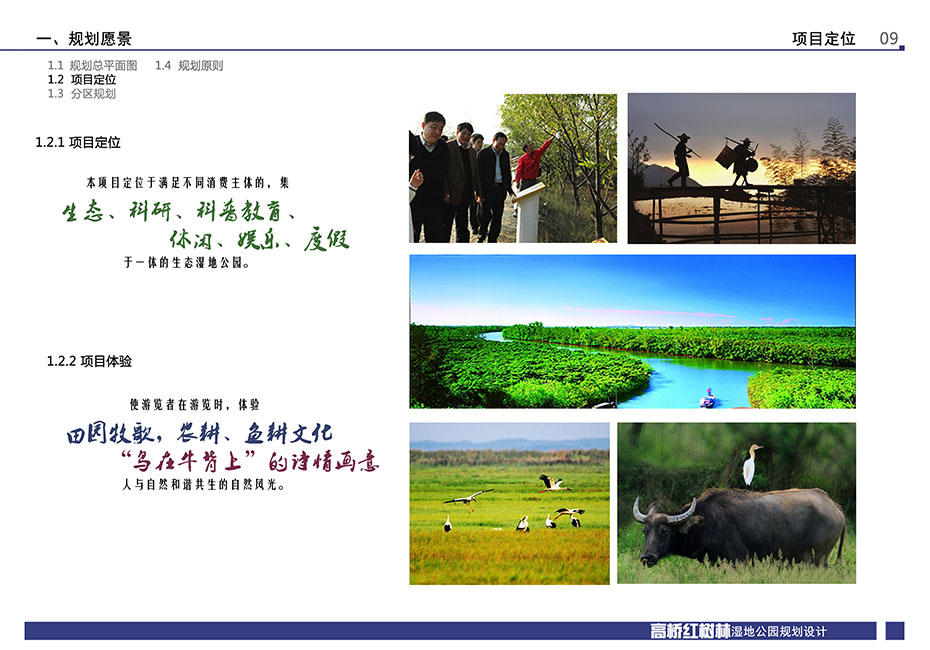 一、规划愿景
项目定位 09
1.1 规划总平面图 1.4 规划原则
1.2 项目定位
1.3 分区规划
1.2.1 项目定位
本项目定位于满足不同消费主体的，集
生态、科研、科普教育、
休闲、娱乐、度假
于一体的生态湿地公园。
1.2.2 项目体验
使游览者在游览时，体验
田园牧歌，农耕、鱼耕文化
“鸟在牛背上”的诗情画意
人与自然和谐共生的自然风光。
高桥红树林湿地公园规划设计